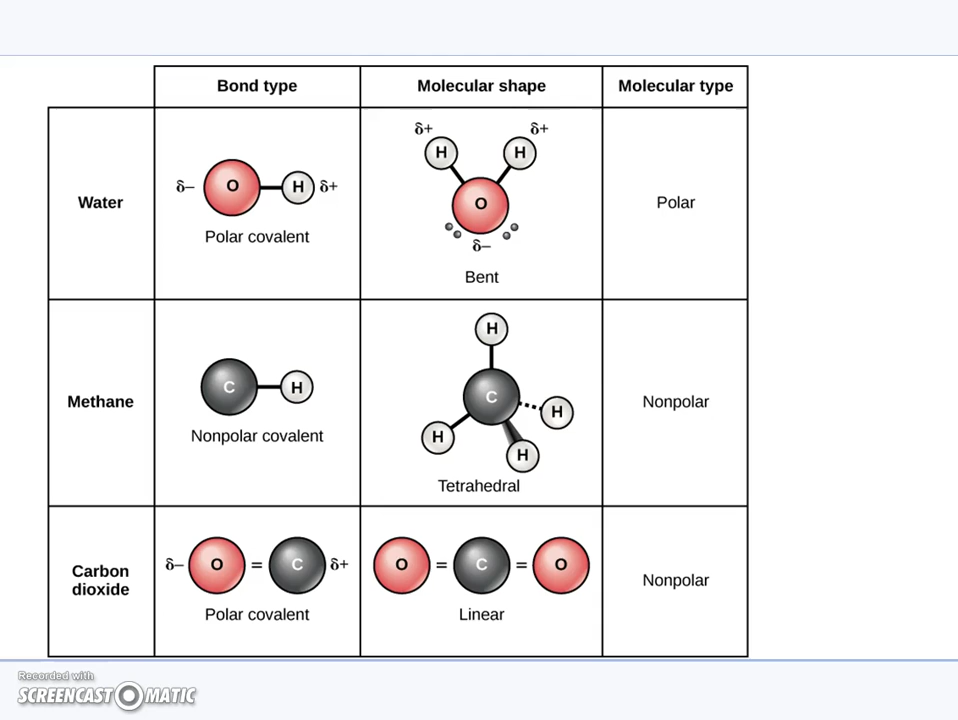 Bond type
Molecular shape
Molecular type
Water
δ–
O
H
δ+
Polar covalent
δ+
δ+
H
H
O
δ–
Bent
Polar
Methane
C
H
Nonpolar covalent
H
C
H
H
H
Tetrahedral
Nonpolar
Carbon
dioxide
δ–
O
=
C
δ+
Polar covalent
O
=
C
=
O
Linear
Nonpolar
Recorded with
SCREENCAST-O-MATIC